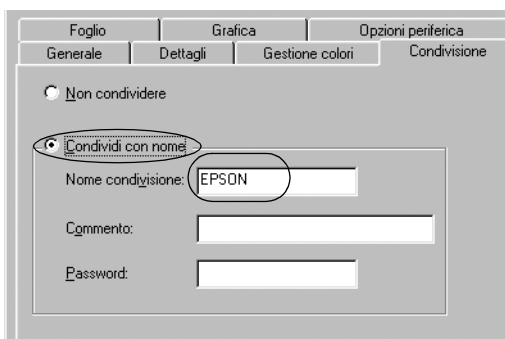 Foglio Grafica Opzioni periferica
Generale Dettagli Gestione colori Condivisione
Non condividere
Condividi con nome
Nome condivisione: EPSON
Commento:
Password: